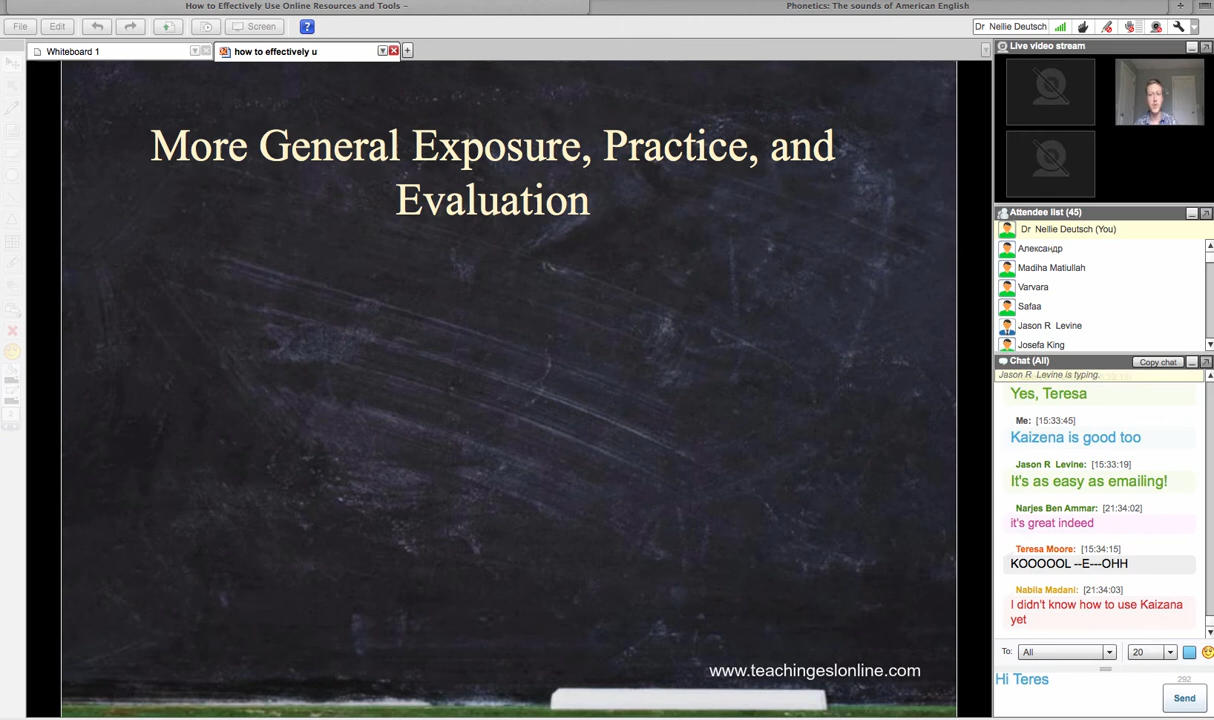 How to Effectively Use Online Resources and Tools –
Phonetics: The sounds of American English
File
Edit
Screen
?
Dr Nellie Deutsch
Whiteboard 1
how to effectively u
Live video stream
More General Exposure, Practice, and
Evaluation
www.teachingeslonline.com
Attendee list (45)
Dr Nellie Deutsch (You)
Александр
Madiha Matiullah
Varvara
Safaa
Jason R Levine
Josefa King
Chat (All)
Copy chat
Jason R Levine is typing.
Yes, Teresa
Me: [15:33:45]
Kaizena is good too
Jason R Levine: [15:33:19]
It's as easy as emailing!
Narjes Ben Ammar: [21:34:02]
it's great indeed
Teresa Moore: [15:34:15]
KOOOOOL --E---OHH
Nabila Madani: [21:34:03]
I didn't know how to use Kaizana
yet
To:
All
20
Hi Teres
292
Send